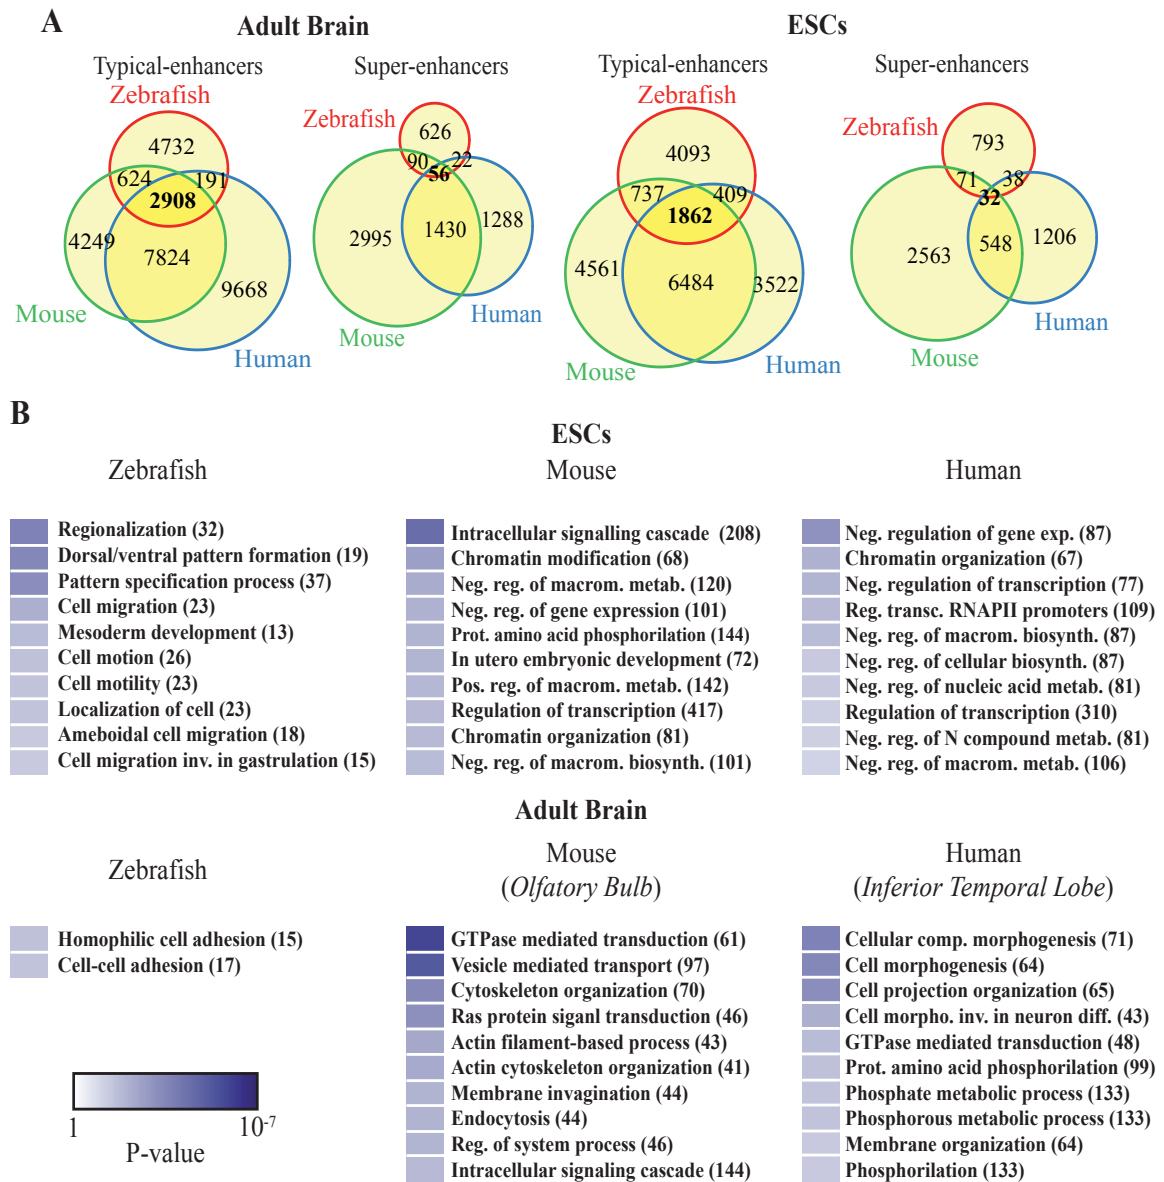 A
Adult Brain
ESCs
Typical-enhancers
Super-enhancers
Typical-enhancers
Super-enhancers
Zebrafish
4732
624
191
2908
4249
7824
9668
Mouse
Human
Zebrafish
626
90
22
56
2995
1430
1288
Mouse
Human
Zebrafish
4093
737
409
1862
4561
6484
3522
Mouse
Human
Zebrafish
793
71
38
32
2563
548
1206
Mouse
Human
B
ESCs
Zebrafish
Regionalization (32)
Dorsal/ventral pattern formation (19)
Pattern specification process (37)
Cell migration (23)
Mesoderm development (13)
Cell motion (26)
Cell motility (23)
Localization of cell (23)
Ameboidal cell migration (18)
Cell migration inv. in gastrulation (15)
Mouse
Intracellular signalling cascade (208)
Chromatin modification (68)
Neg. reg. of macrom. metab. (120)
Neg. reg. of gene expression (101)
Prot. amino acid phosphorilation (144)
In utero embryonic development (72)
Pos. reg. of macrom. metab. (142)
Regulation of transcription (417)
Chromatin organization (81)
Neg. reg. of macrom. biosynth. (101)
Human
Neg. regulation of gene exp. (87)
Chromatin organization (67)
Neg. regulation of transcription (77)
Reg. transc. RNAPII promoters (109)
Neg. reg. of macrom. biosynth. (87)
Neg. reg. of cellular biosynth. (87)
Neg. reg. of nucleic acid metab. (81)
Regulation of transcription (310)
Neg. reg. of N compound metab. (81)
Neg. reg. of macrom. metab. (106)
Adult Brain
Zebrafish
Homophilic cell adhesion (15)
Cell-cell adhesion (17)
Mouse
(Olfatory Bulb)
GTPase mediated transduction (61)
Vesicle mediated transport (97)
Cytoskeleton organization (70)
Ras protein siganl transduction (46)
Actin filament-based process (43)
Actin cytoskeleton organization (41)
Membrane invagination (44)
Endocytosis (44)
Reg. of system process (46)
Intracellular signaling cascade (144)
Human
(Inferior Temporal Lobe)
Cellular comp. morphogenesis (71)
Cell morphogenesis (64)
Cell projection organization (65)
Cell morpho. inv. in neuron diff. (43)
GTPase mediated transduction (48)
Prot. amino acid phosphorilation (99)
Phosphate metabolic process (133)
Phosphorous metabolic process (133)
Membrane organization (64)
Phosphorilation (133)
1
10-7
P-value